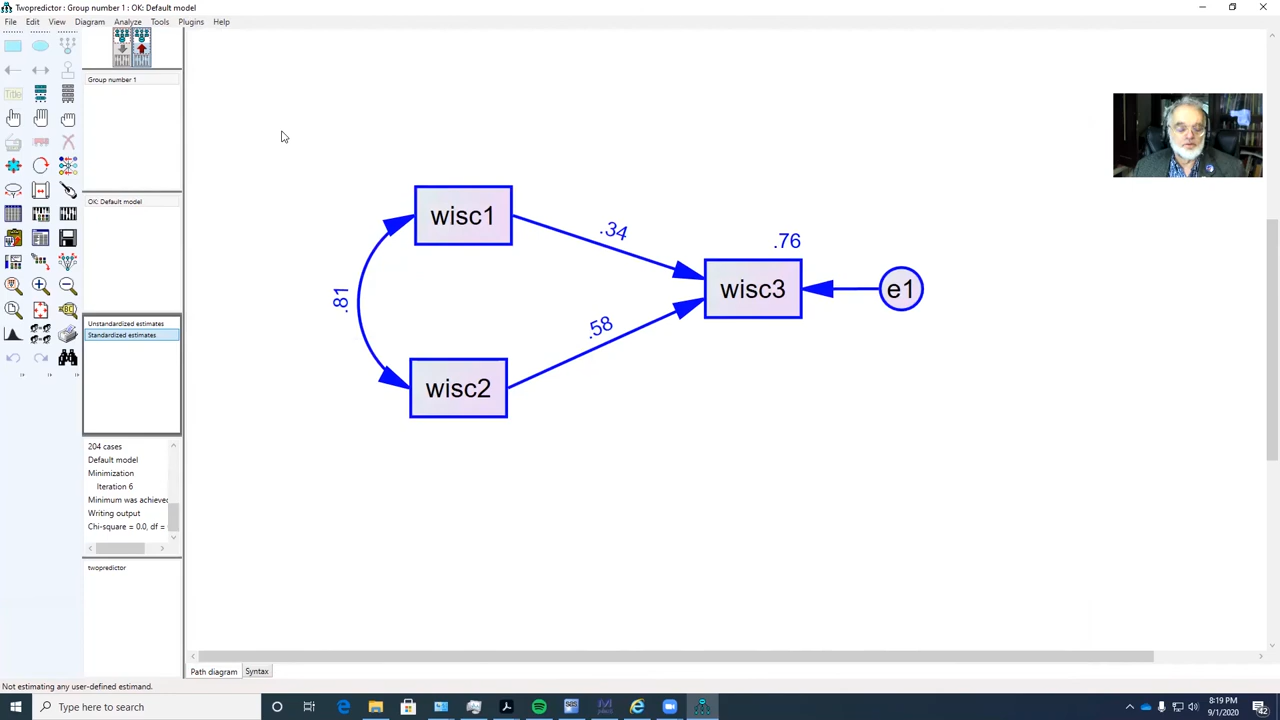 Twopredictor : Group number 1 : OK: Default model
File Edit View Diagram Analyze Tools Plugins Help
Title
Group number 1
OK: Default model
Unstandardized estimates
Standardized estimates
204 cases
Default model
Minimization
Iteration 6
Minimum was achieved
Writing output
Chi-square = 0.0, df =
twopredictor
wisc1
.34
.76
wisc3
e1
.81
.58
wisc2
Path diagram Syntax
Not estimating any user-defined estimand.
Type here to search
8:19 PM
9/1/2020
42